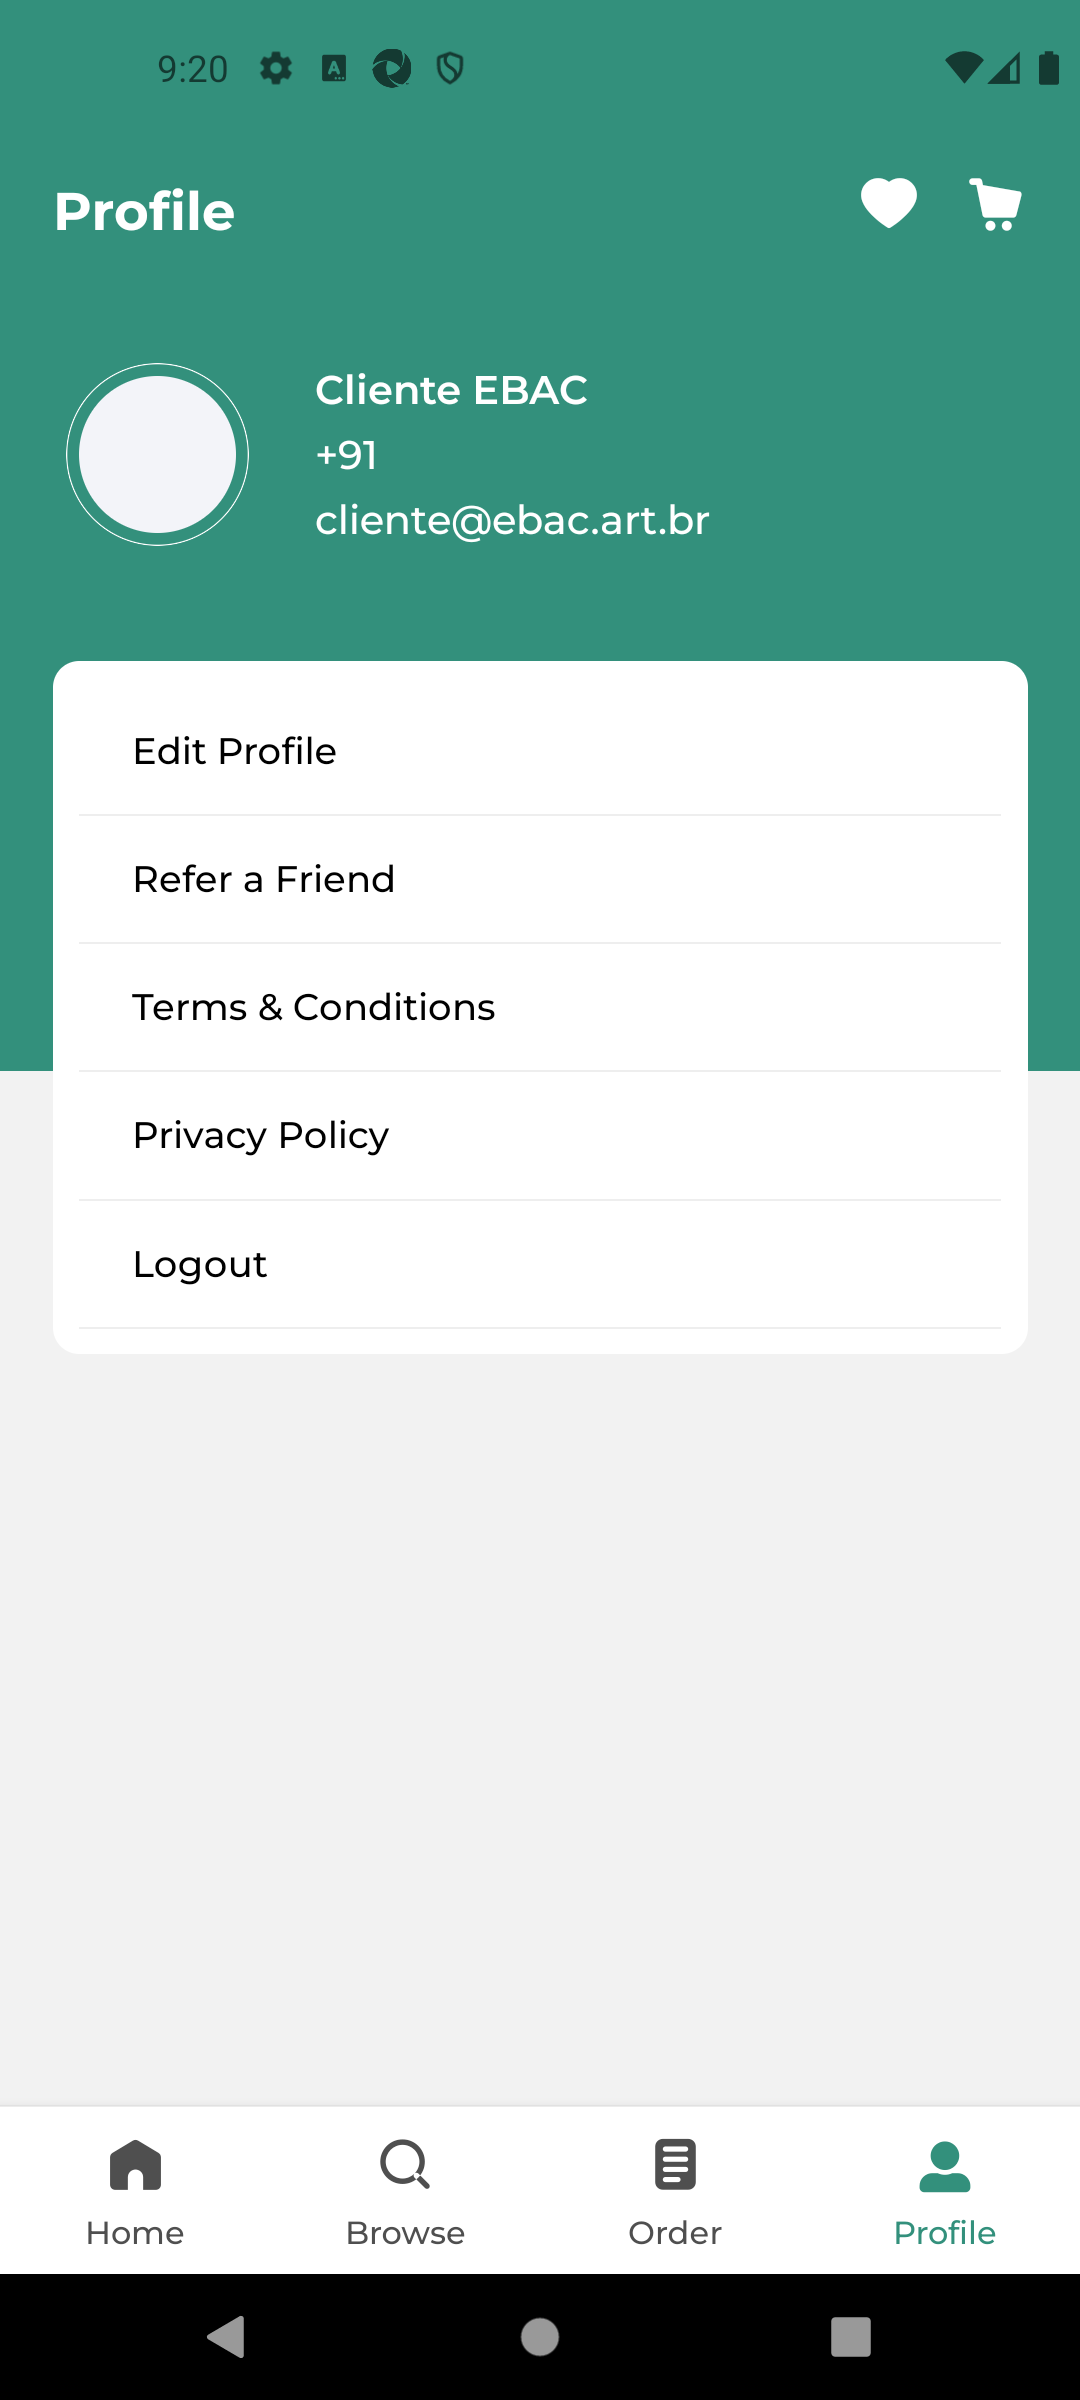 9:20
Profile
Cliente EBAC
+91
cliente@ebac.art.br
Edit Profile
Refer a Friend
Terms & Conditions
Privacy Policy
Logout
Home
Browse
Order
Profile